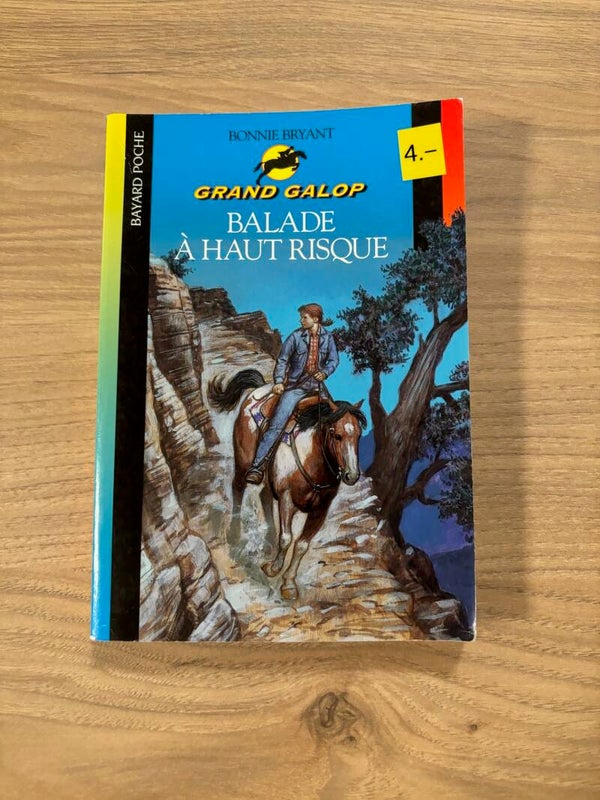 BAYARD POCHE
BONNIE BRYANT
4.–
GRAND GALOP
BALADE
À HAUT RISQUE